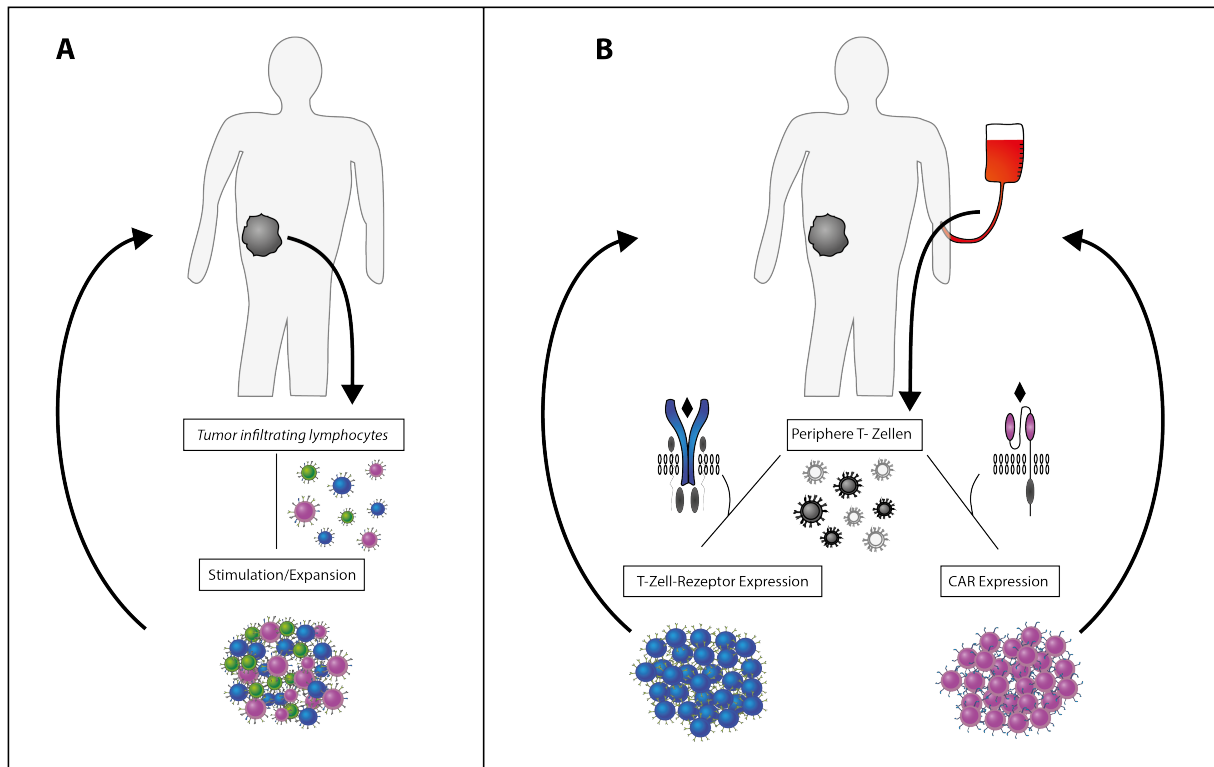 A
B
Tumor infiltrating lymphocytes
Stimulation/Expansion
Periphere T- Zellen
T-Zell-Rezeptor Expression
CAR Expression